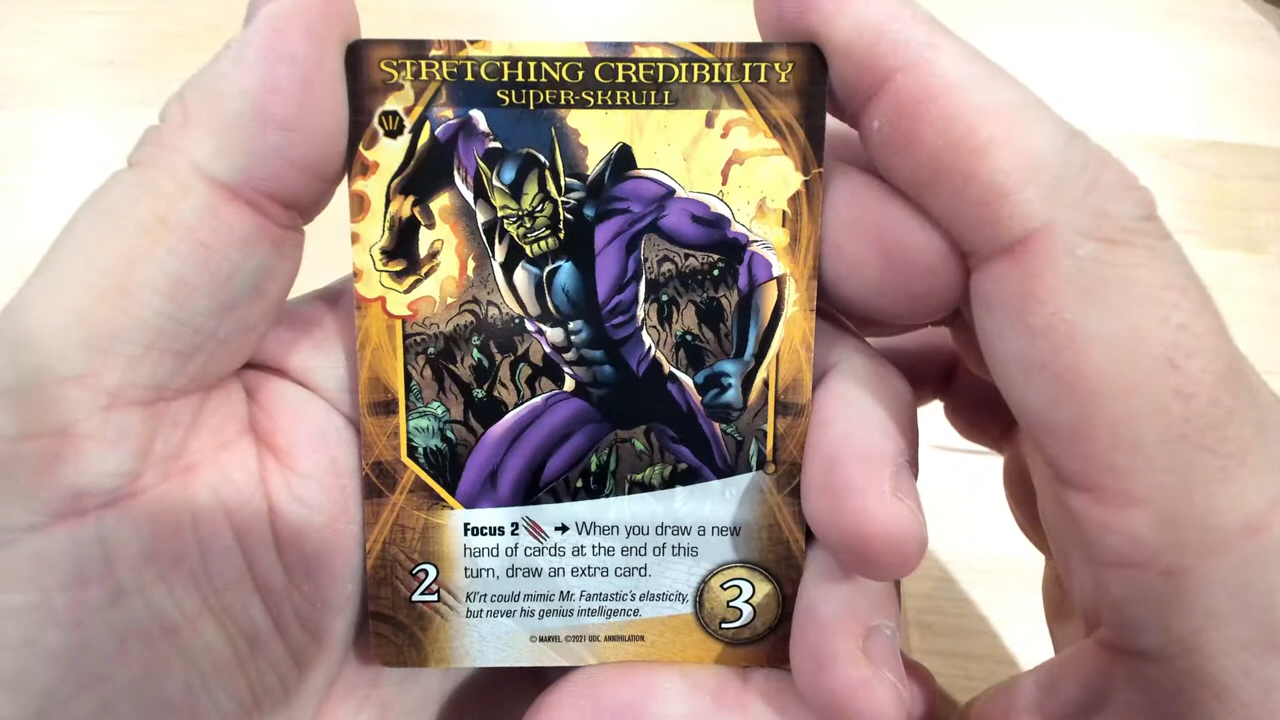 STRETCHING CREDIBILITY
SUPER-SKRULL
Focus 2 → When you draw a new
hand of cards at the end of this
turn, draw an extra card.
2
Kl'rt could mimic Mr. Fantastic's elasticity,
but never his genius intelligence.
3
© MARVEL. ©2021 UDC. ANNIHILATION.